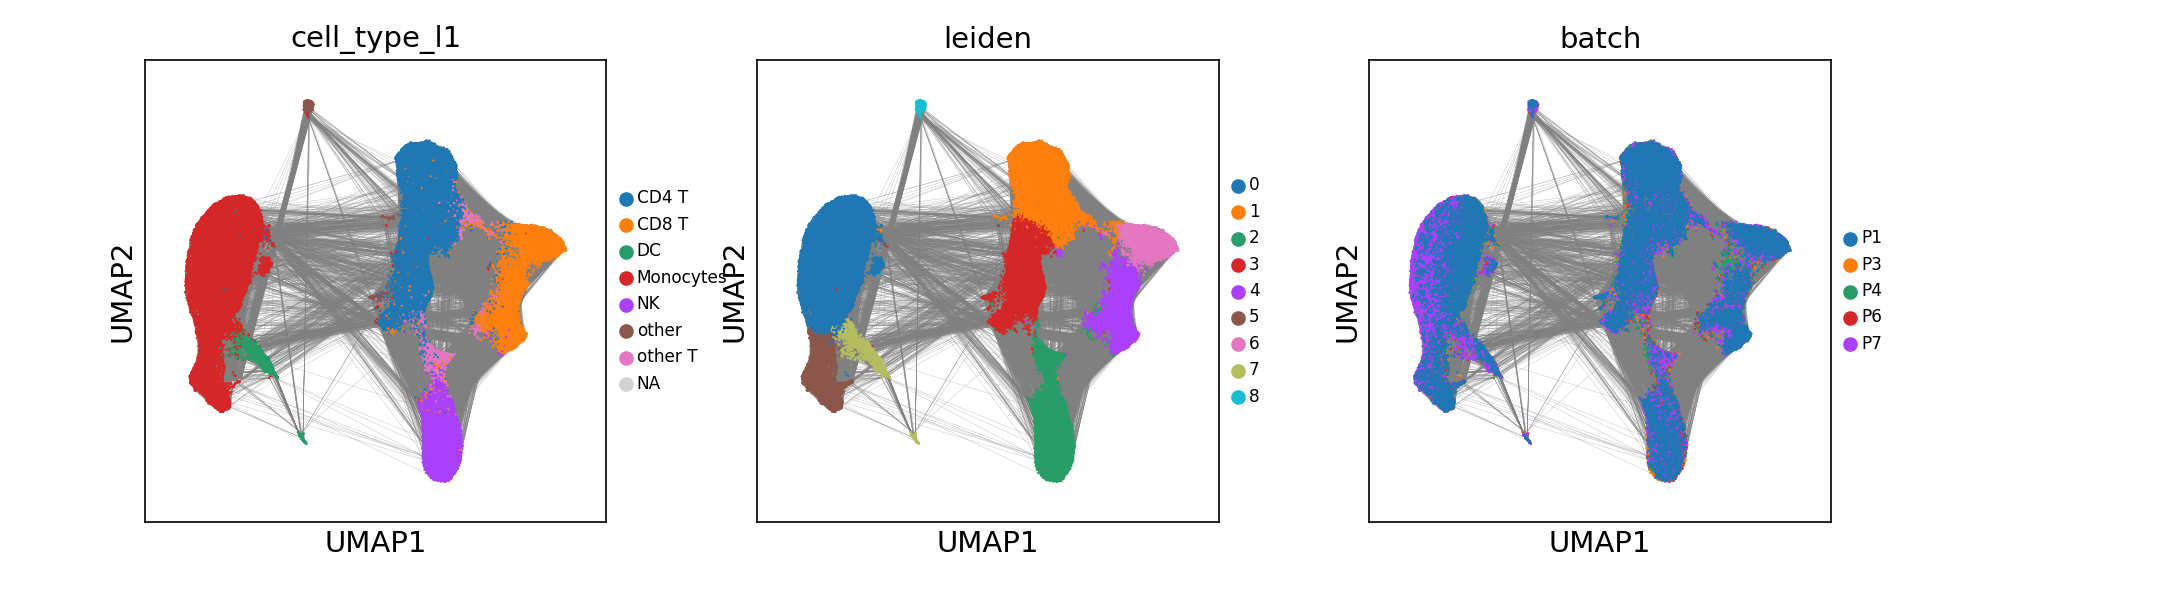 cell_type_l1
UMAP2
UMAP1
CD4 T
CD8 T
DC
Monocytes
NK
other
other T
NA
leiden
UMAP2
UMAP1
0
1
2
3
4
5
6
7
8
batch
UMAP2
UMAP1
P1
P3
P4
P6
P7